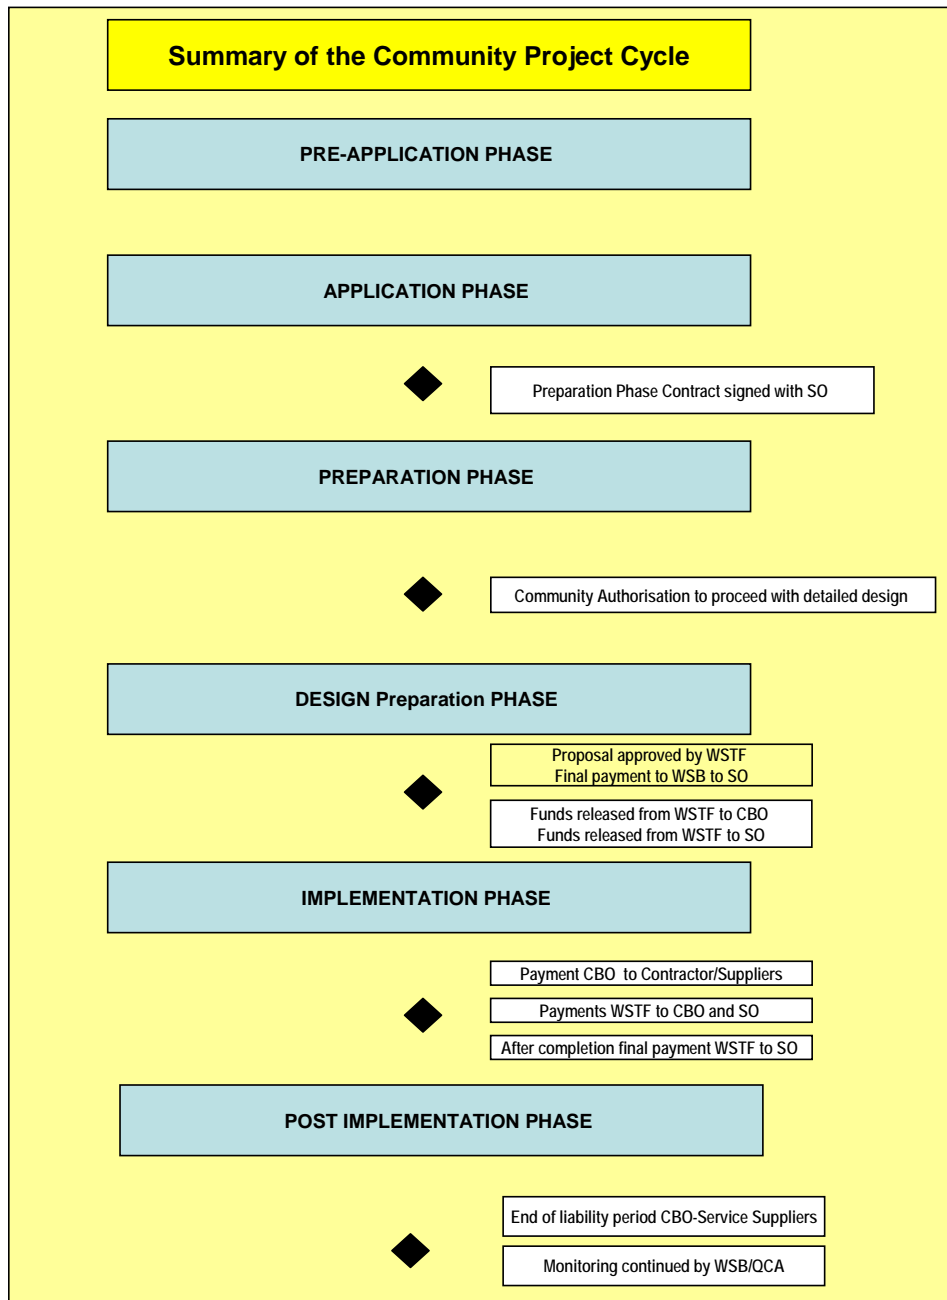 Summary of the Community Project Cycle
PRE-APPLICATION PHASE
APPLICATION PHASE
Preparation Phase Contract signed with SO
PREPARATION PHASE
Community Authorisation to proceed with detailed design
DESIGN Preparation PHASE
Proposal approved by WSTF
Final payment to WSB to SO
Funds released from WSTF to CBO
Funds released from WSTF to SO
IMPLEMENTATION PHASE
Payment CBO to Contractor/Suppliers
Payments WSTF to CBO and SO
After completion final payment WSTF to SO
POST IMPLEMENTATION PHASE
End of liability period CBO-Service Suppliers
Monitoring continued by WSB/QCA